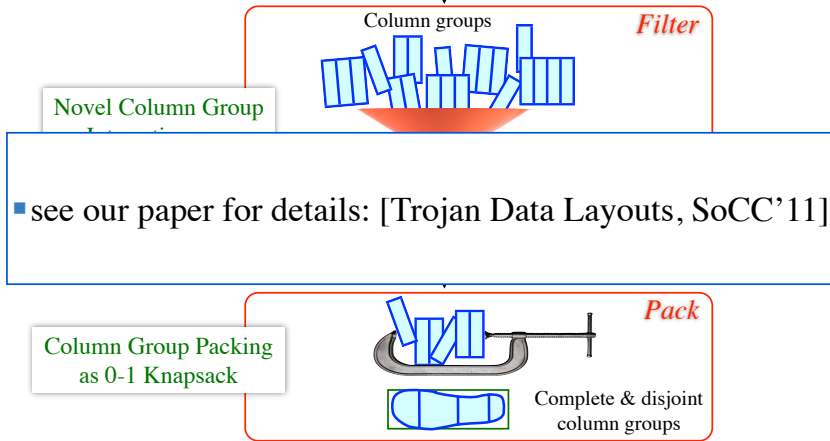 Column groups
Filter
Novel Column Group
see our paper for details: [Trojan Data Layouts, SoCC'11]
Pack
Column Group Packing
as 0-1 Knapsack
Complete & disjoint
column groups